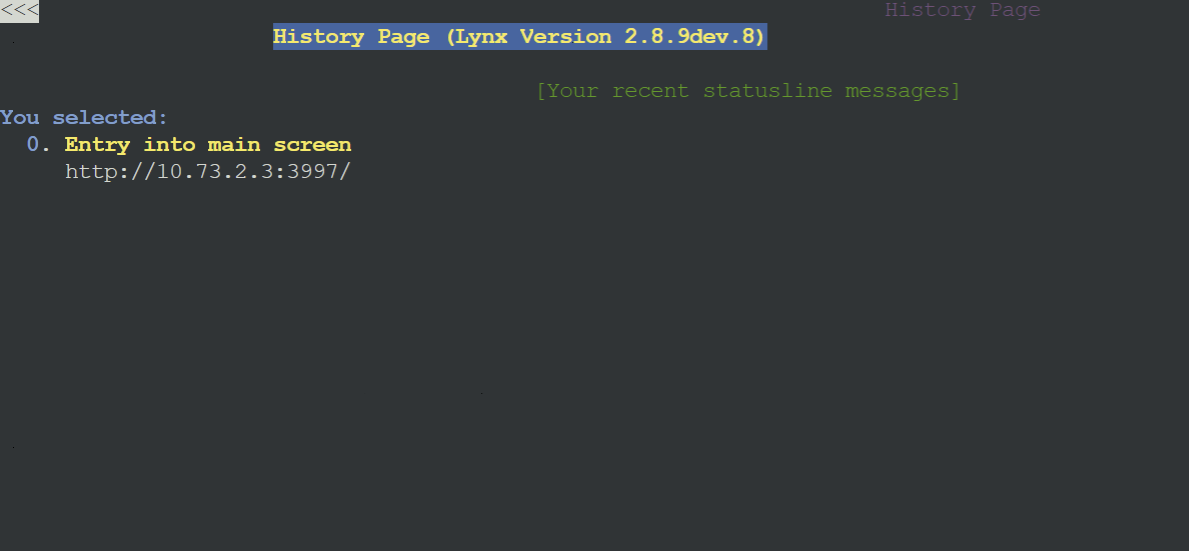 <<< History Page
History Page (Lynx Version 2.8.9dev.8)
[Your recent statusline messages]
You selected:
0. Entry into main screen
http://10.73.2.3:3997/